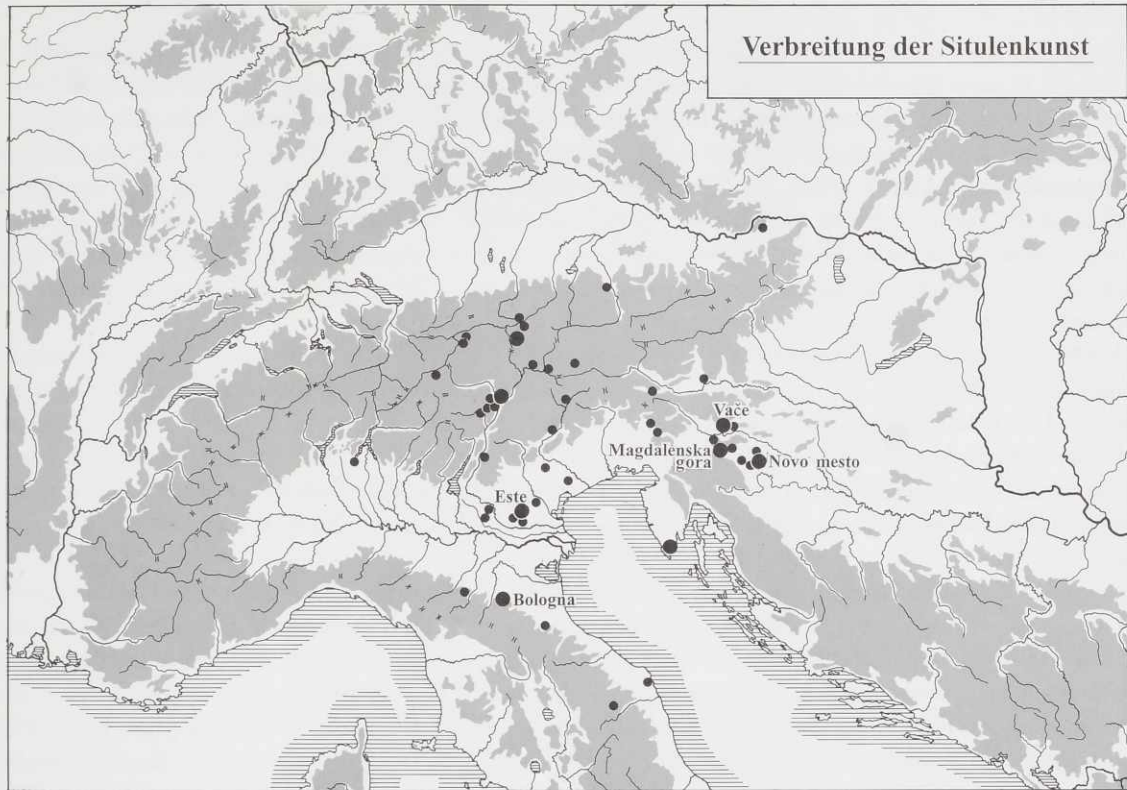 Verbreitung der Situlenkunst
Vače
Magdalenska
gora
Novo mesto
Este
Bologna